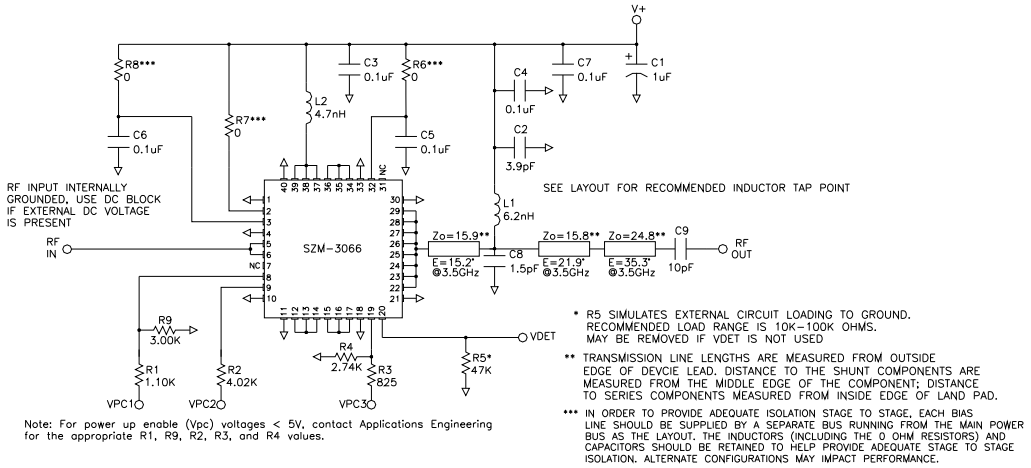 V+
R8***
0
R7***
0
L2
4.7nH
C3
0.1uF
R6***
0
C4
0.1uF
C7
0.1uF
+
C1
1uF
C6
0.1uF
C5
0.1uF
C2
3.9pF
RF INPUT INTERNALLY
GROUNDED, USE DC BLOCK
IF EXTERNAL DC VOLTAGE
IS PRESENT
SEE LAYOUT FOR RECOMMENDED INDUCTOR TAP POINT
L1
6.2nH
40 39 38 37 36 35 34 33 32 31 NC
1
2
3
4
5
6
NC 7
8
9
10
SZM-3066
30
29
28
27
26
25
24
23
22
21
11 12 13 14 15 16 17 18 19 20
RF
IN
Zo=15.9**
E=15.2°
@3.5GHz
C8
1.5pF
Zo=15.8**
E=21.9°
@3.5GHz
Zo=24.8**
E=35.3°
@3.5GHz
C9
10pF
RF
OUT
R9
3.00K
R1
1.10K
R2
4.02K
R4
2.74K
R3
825
R5*
47K
VDET
VPC1
VPC2
VPC3
Note: For power up enable (Vpc) voltages < 5V, contact Applications Engineering
for the appropriate R1, R9, R2, R3, and R4 values.
* R5 SIMULATES EXTERNAL CIRCUIT LOADING TO GROUND.
RECOMMENDED LOAD RANGE IS 10K-100K OHMS.
MAY BE REMOVED IF VDET IS NOT USED
** TRANSMISSION LINE LENGTHS ARE MEASURED FROM OUTSIDE
EDGE OF DEVCIE LEAD. DISTANCE TO THE SHUNT COMPONENTS ARE
MEASURED FROM THE MIDDLE EDGE OF THE COMPONENT; DISTANCE
TO SERIES COMPONENTS MEASURED FROM INSIDE EDGE OF LAND PAD.
*** IN ORDER TO PROVIDE ADEQUATE ISOLATION STAGE TO STAGE, EACH BIAS
LINE SHOULD BE SUPPLIED BY A SEPARATE BUS RUNNING FROM THE MAIN POWER
BUS AS THE LAYOUT. THE INDUCTORS (INCLUDING THE 0 OHM RESISTORS) AND
CAPACITORS SHOULD BE RETAINED TO HELP PROVIDE ADEQUATE STAGE TO STAGE
ISOLATION. ALTERNATE CONFIGURATIONS MAY IMPACT PERFORMANCE.